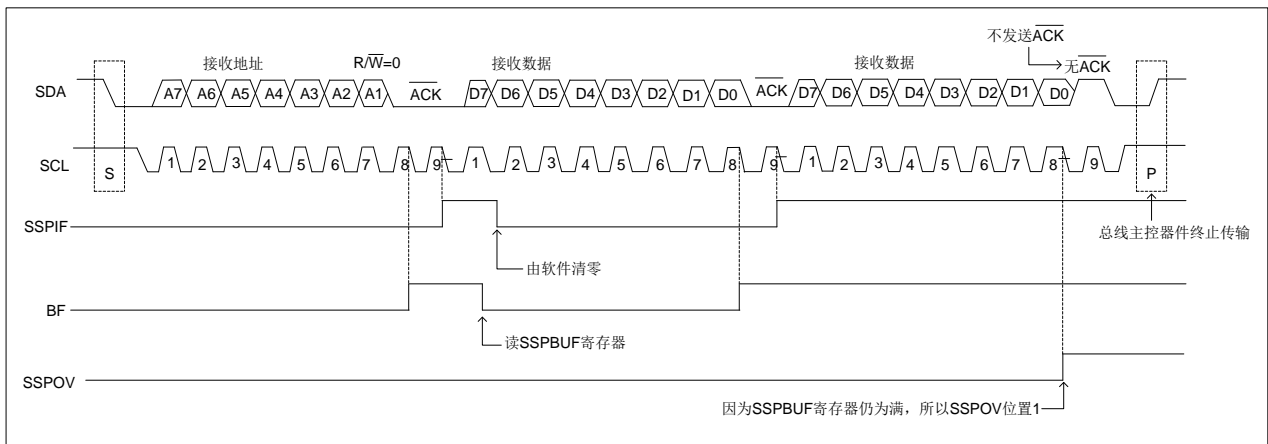 不发送ACK
接收地址 R/W=0 接收数据 接收数据 无ACK
SDA A7 A6 A5 A4 A3 A2 A1 ACK D7 D6 D5 D4 D3 D2 D1 D0 ACK D7 D6 D5 D4 D3 D2 D1 D0
SCL S 1 2 3 4 5 6 7 8 9 1 2 3 4 5 6 7 8 9 1 2 3 4 5 6 7 8 9 P
SSPIF
总线主控器件终止传输
由软件清零
BF
读SSPBUF寄存器
SSPOV
因为SSPBUF寄存器仍为满，所以SSPOV位置1